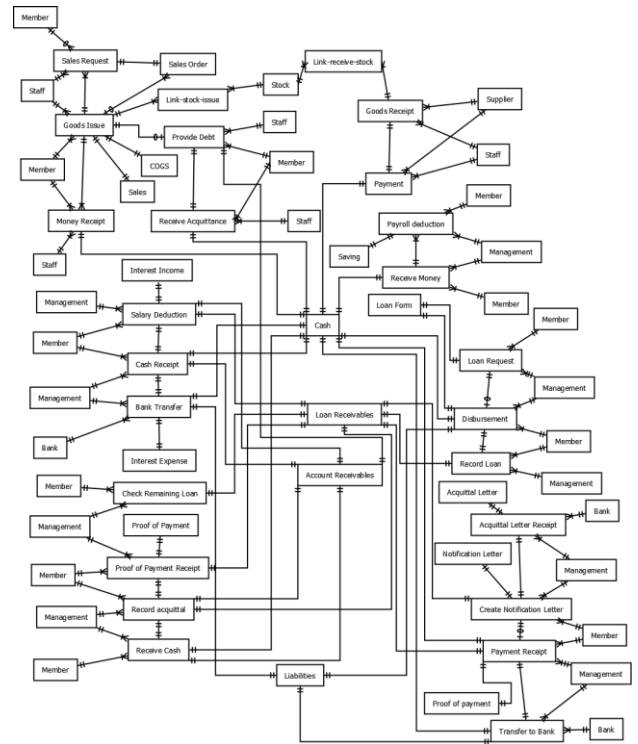 Member
Link-receive-stock
Sales Request
Sales Order
Staff
Stock
Supplier
Link-stock-issue
Goods Receipt
Goods Issue
Staff
Provide Debt
Staff
COGS
Member
Member
Payment
Sales
Member
Money Receipt
Receive Acquittance
Staff
Payroll deduction
Staff
Saving
Management
Interest Income
Receive Money
Management
Loan Form
Member
Salary Deduction
Cash
Member
Member
Loan Request
Cash Receipt
Management
Management
Bank Transfer
Loan Receivables
Disbursement
Bank
Member
Interest Expense
Record Loan
Account Receivables
Member
Check Remaining Loan
Management
Acquittal Letter
Management
Proof of Payment
Acquittal Letter Receipt
Bank
Notification Letter
Proof of Payment Receipt
Management
Member
Record acquittal
Create Notification Letter
Management
Member
Receive Cash
Payment Receipt
Member
Liabilities
Management
Proof of payment
Transfer to Bank
Bank